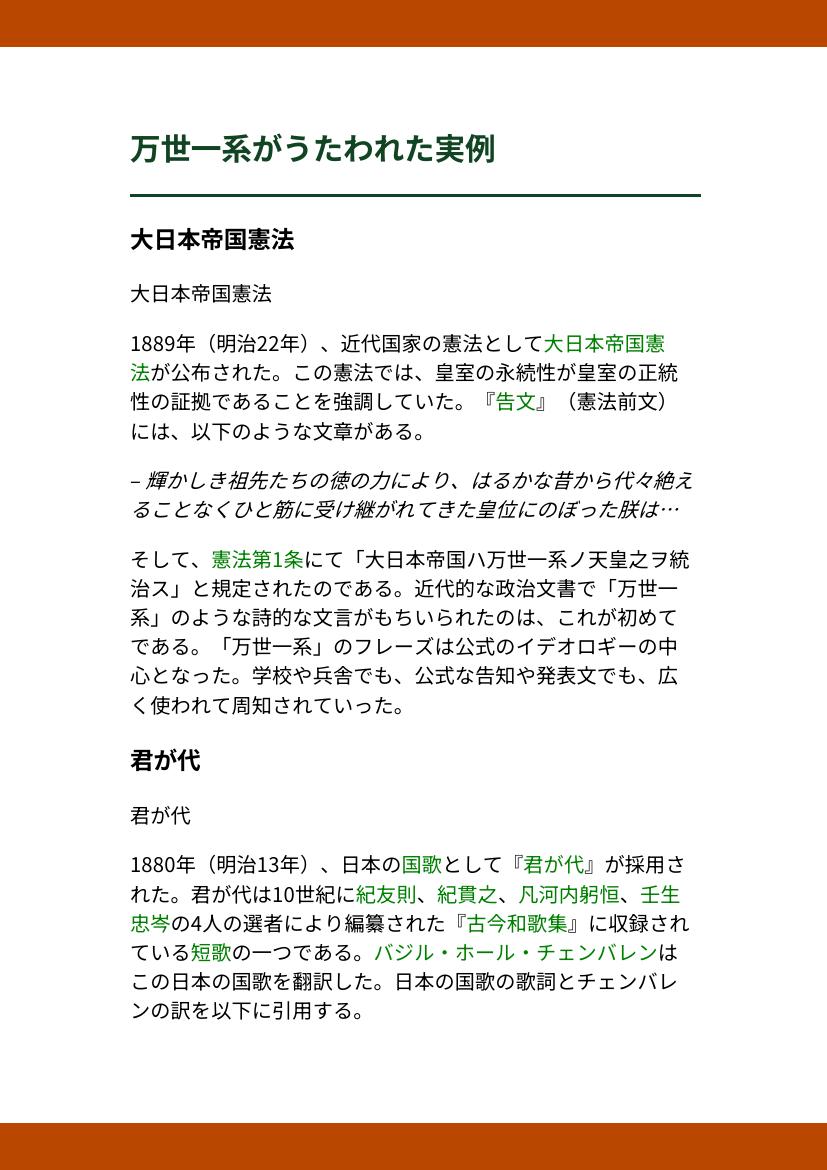 万世一系がうたわれた実例
大日本帝国憲法
大日本帝国憲法
1889年（明治22年）、近代国家の憲法として大日本帝国憲
法が公布された。この憲法では、皇室の永続性が皇室の正統
性の証拠であることを強調していた。『告文』（憲法前文）
には、以下のような文章がある。
– 輝かしき祖先たちの徳の力により、はるかな昔から代々絶え
ることなくひと筋に受け継がれてきた皇位にのぼった朕は…
そして、憲法第1条にて「大日本帝国ハ万世一系ノ天皇之ヲ統
治ス」と規定されたのである。近代的な政治文書で「万世一
系」のような詩的な文言がもちいられたのは、これが初めて
である。「万世一系」のフレーズは公式のイデオロギーの中
心となった。学校や兵舎でも、公式な告知や発表文でも、広
く使われて周知されていった。
君が代
君が代
1880年（明治13年）、日本の国歌として『君が代』が採用さ
れた。君が代は10世紀に紀友則、紀貫之、凡河内躬恒、壬生
忠岑の4人の選者により編纂された『古今和歌集』に収録され
ている短歌の一つである。バジル・ホール・チェンバレンは
この日本の国歌を翻訳した。日本の国歌の歌詞とチェンバレ
ンの訳を以下に引用する。